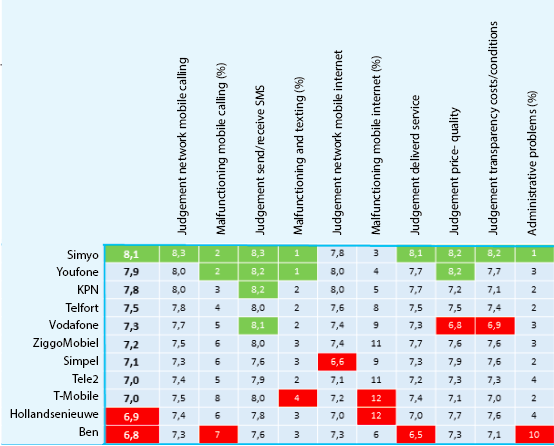 Judgement network mobile calling
Malfunctioning mobile calling (%)
Judgement send/receive SMS
Malfunctioning and texting (%)
Judgement network mobile internet
Malfunctioning mobile internet (%)
Judgement deliverd service
Judgement price- quality
Judgement transparency costs/conditions
Administrative problems (%)
Simyo 8,1 8,3 2 8,3 1 7,8 3 8,1 8,2 8,2 1
Youfone 7,9 8,0 2 8,2 1 8,0 4 7,7 8,2 7,7 3
KPN 7,8 8,0 3 8,2 2 8,0 5 7,7 7,2 7,1 2
Telfort 7,5 7,8 4 8,0 2 7,6 8 7,5 7,5 7,4 2
Vodafone 7,3 7,7 5 8,1 2 7,4 9 7,3 6,8 6,9 3
ZiggoMobiel 7,2 7,5 6 8,0 3 7,4 11 7,7 7,6 7,6 3
Simpel 7,1 7,3 6 7,6 3 6,6 9 7,3 7,9 7,6 2
Tele2 7,0 7,4 5 7,9 2 7,1 11 7,2 7,3 7,3 4
T-Mobile 7,0 7,5 8 8,0 4 7,2 12 7,4 7,1 7,0 2
Hollandsenieuwe 6,9 7,4 6 7,8 3 7,0 12 7,0 7,7 7,6 4
Ben 6,8 7,3 7 7,6 3 7,3 6 6,5 7,3 7,1 10